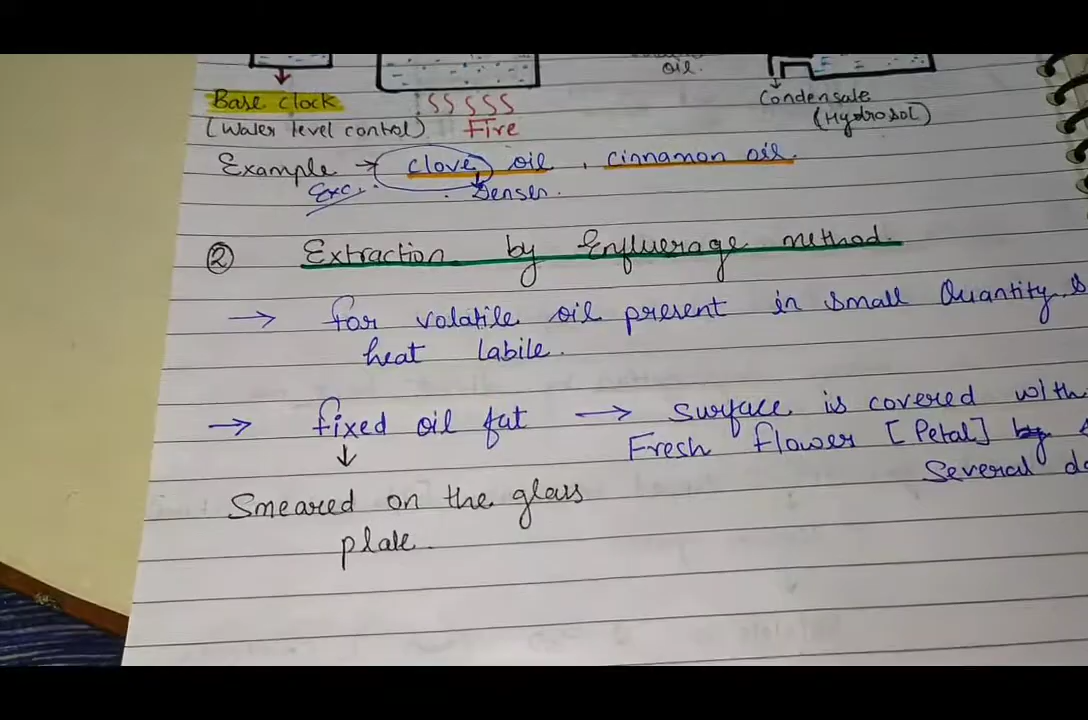 oil.
Base clock
Condensate
(Water level control) Fire
(Hydrosol)
Example → clove oil, cinnamon oil.
Exc. Denser.
② Extraction by Enfluerage method.
→ for volatile oil present in small Quantity &
heat labile.
→ fixed oil fat → surface is covered with
Fresh flower [Petal]
↓
Several
Smeared on the glass
plate.